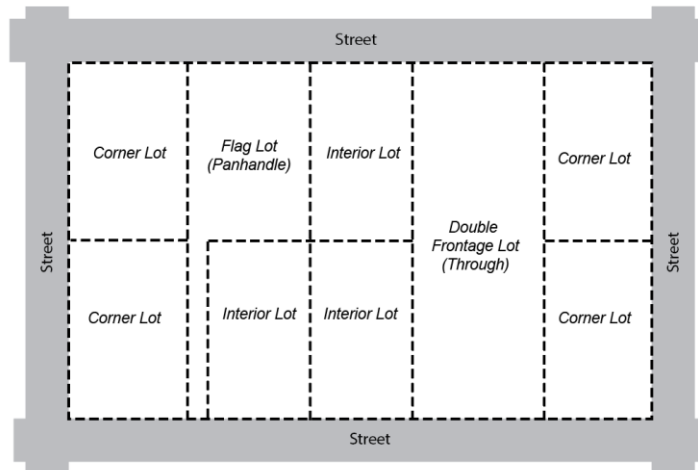 Street
Street
Corner Lot
Flag Lot
(Panhandle)
Interior Lot
Corner Lot
Double
Frontage Lot
(Through)
Street
Corner Lot
Interior Lot
Interior Lot
Corner Lot
Street